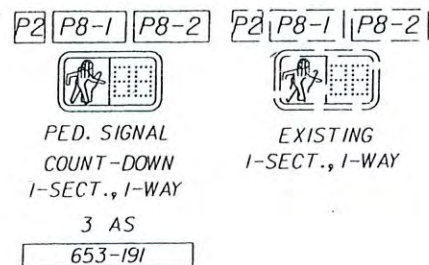 P2 P8-1 P8-2
PED. SIGNAL
COUNT-DOWN
1-SECT., 1-WAY
3 AS
653-191
P2 P8-1 P8-2
EXISTING
1-SECT., 1-WAY